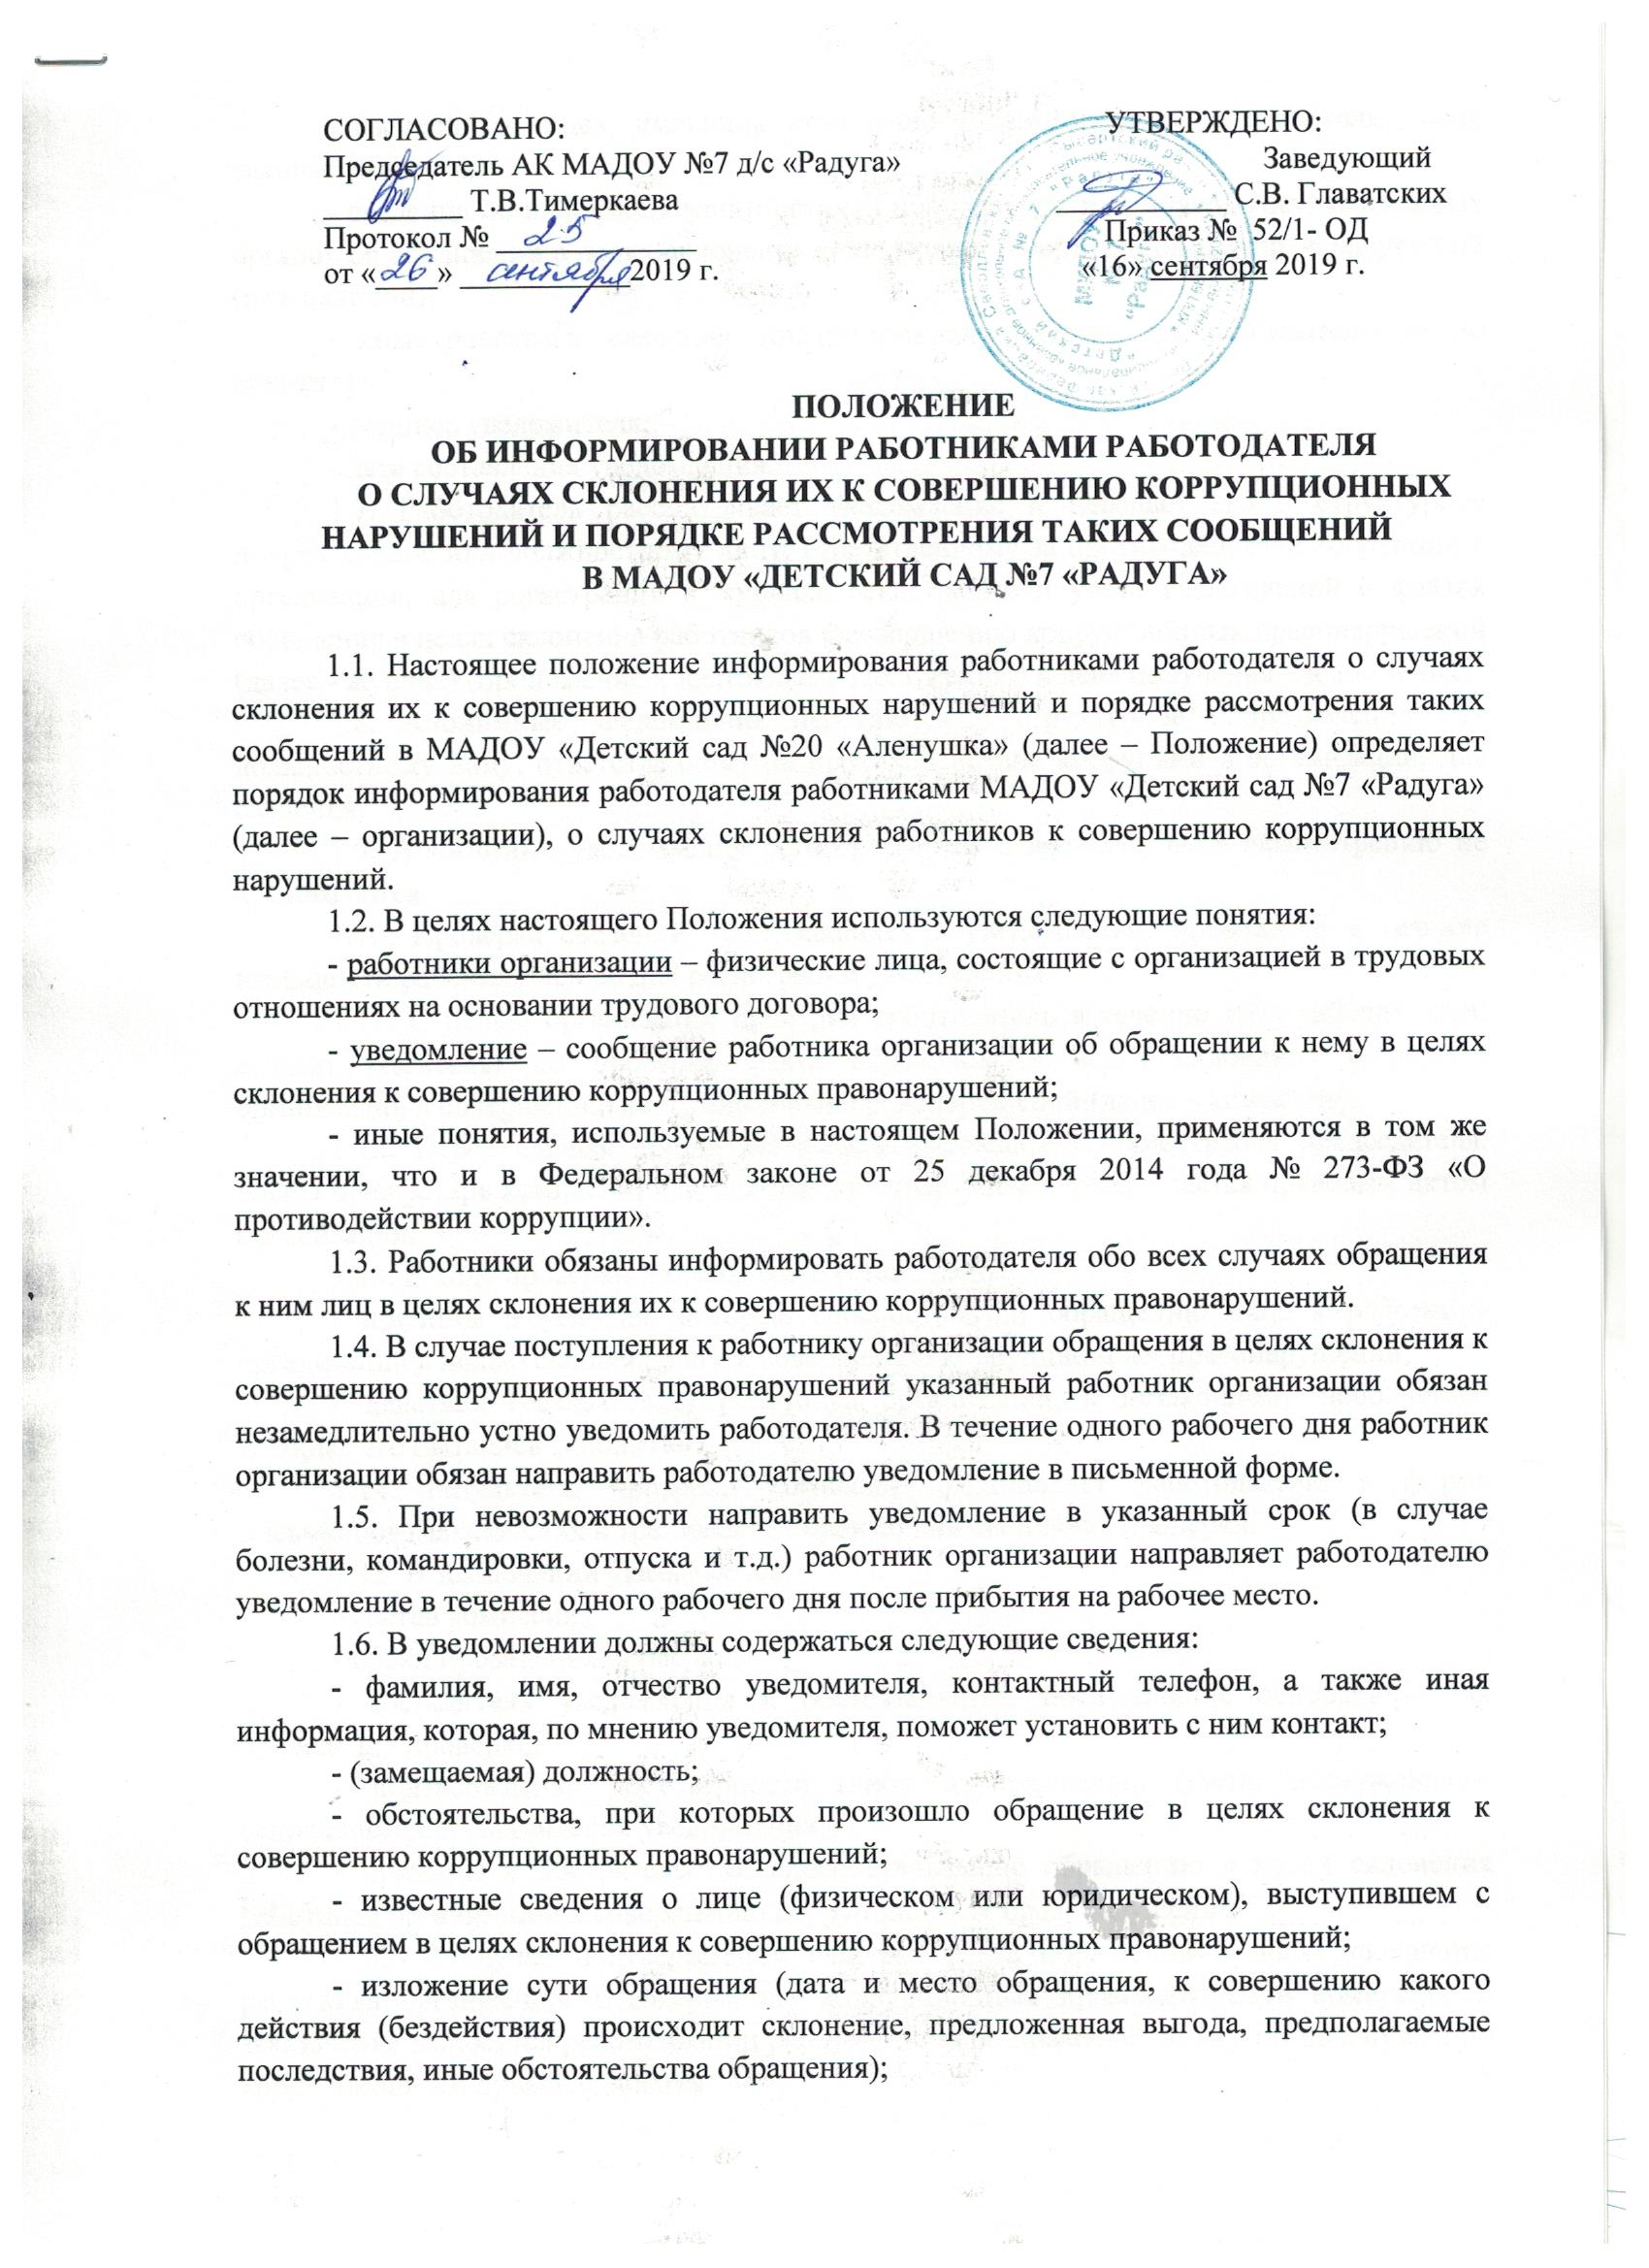 СОГЛАСОВАНО:
Председатель АК МАДОУ №7 д/с «Радуга»
_________ Т.В.Тимеркаева
Протокол № 25
от «26» сентября 2019 г.
УТВЕРЖДЕНО:
Заведующий
___________ С.В. Главатских
Приказ № 52/1- ОД
«16» сентября 2019 г.
ПОЛОЖЕНИЕ
ОБ ИНФОРМИРОВАНИИ РАБОТНИКАМИ РАБОТОДАТЕЛЯ
О СЛУЧАЯХ СКЛОНЕНИЯ ИХ К СОВЕРШЕНИЮ КОРРУПЦИОННЫХ
НАРУШЕНИЙ И ПОРЯДКЕ РАССМОТРЕНИЯ ТАКИХ СООБЩЕНИЙ
В МАДОУ «ДЕТСКИЙ САД №7 «РАДУГА»
1.1. Настоящее положение информирования работниками работодателя о случаях
склонения их к совершению коррупционных нарушений и порядке рассмотрения таких
сообщений в МАДОУ «Детский сад №20 «Аленушка» (далее – Положение) определяет
порядок информирования работодателя работниками МАДОУ «Детский сад №7 «Радуга»
(далее – организации), о случаях склонения работников к совершению коррупционных
нарушений.
1.2. В целях настоящего Положения используются следующие понятия:
- работники организации – физические лица, состоящие с организацией в трудовых
отношениях на основании трудового договора;
- уведомление – сообщение работника организации об обращении к нему в целях
склонения к совершению коррупционных правонарушений;
- иные понятия, используемые в настоящем Положении, применяются в том же
значении, что и в Федеральном законе от 25 декабря 2014 года № 273-ФЗ «О
противодействии коррупции».
1.3. Работники обязаны информировать работодателя обо всех случаях обращения
к ним лиц в целях склонения их к совершению коррупционных правонарушений.
1.4. В случае поступления к работнику организации обращения в целях склонения к
совершению коррупционных правонарушений указанный работник организации обязан
незамедлительно устно уведомить работодателя. В течение одного рабочего дня работник
организации обязан направить работодателю уведомление в письменной форме.
1.5. При невозможности направить уведомление в указанный срок (в случае
болезни, командировки, отпуска и т.д.) работник организации направляет работодателю
уведомление в течение одного рабочего дня после прибытия на рабочее место.
1.6. В уведомлении должны содержаться следующие сведения:
- фамилия, имя, отчество уведомителя, контактный телефон, а также иная
информация, которая, по мнению уведомителя, поможет установить с ним контакт;
- (замещаемая) должность;
- обстоятельства, при которых произошло обращение в целях склонения к
совершению коррупционных правонарушений;
- известные сведения о лице (физическом или юридическом), выступившем с
обращением в целях склонения к совершению коррупционных правонарушений;
- изложение сути обращения (дата и место обращения, к совершению какого
действия (бездействия) происходит склонение, предложенная выгода, предполагаемые
последствия, иные обстоятельства обращения);